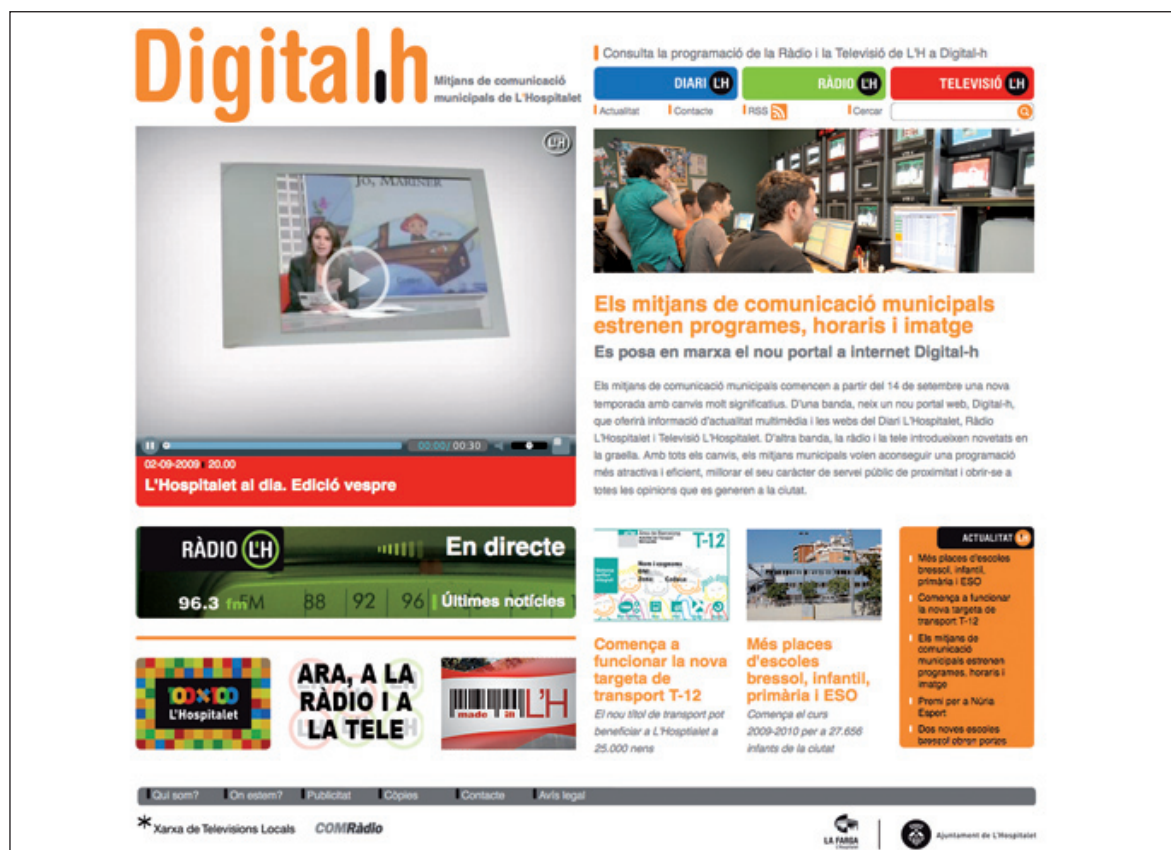 Digital.h
Mitjans de comunicació
municipals de L'Hospitalet
Consulta la programació de la Ràdio i la Televisió de L'H a Digital-h
DIARI L'H
RÀDIO L'H
TELEVISIÓ L'H
Actualitat
Contacte
RSS
Cercar
L'H
JO, MARINER
00:00/00:30
02-09-2009 20.00
L'Hospitalet al dia. Edició vespre
Els mitjans de comunicació municipals
estrenen programes, horaris i imatge
Es posa en marxa el nou portal a internet Digital-h
Els mitjans de comunicació municipals comencen a partir del 14 de setembre una nova
temporada amb canvis molt significatius. D'una banda, neix un nou portal web, Digital-h,
que oferirà informació d'actualitat multimèdia i les webs del Diari L'Hospitalet, Ràdio
L'Hospitalet i Televisió L'Hospitalet. D'altra banda, la ràdio i la tele introdueixen novetats en
la graella. Amb tots els canvis, els mitjans municipals volen aconseguir una programació
més atractiva i eficient, millorar el seu caràcter de servei públic de proximitat i obrir-se a
totes les opinions que es generen a la ciutat.
RÀDIO L'H
En directe
96.3 fm
FM 88 92 96
Últimes notícies
100x100
L'Hospitalet
ARA, A LA
RÀDIO I A
LA TELE
made in L'H
T-12
Nom i cognoms
Comença a
funcionar la nova
targeta de
transport T-12
El nou títol de transport pot
beneficiar a L'Hosptialet a
25.000 nens
Més places
d'escoles
bressol, infantil,
primària i ESO
Comença el curs
2009-2010 per a 27.656
infants de la ciutat
ACTUALITAT L'H
Més places d'escoles
bressol, infantil,
primària i ESO
Comença a funcionar
la nova targeta de
transport T-12
Els mitjans de
comunicació
municipals estrenen
programes, horaris i
imatge
Premi per a Núria
Espert
Dos noves escoles
bressol obren portes
Qui som?
On estem?
Publicitat
Còpies
Contacte
Avís legal
Xarxa de Televisions Locals
COMRàdio
LA FARGA
Ajuntament de L'Hospitalet